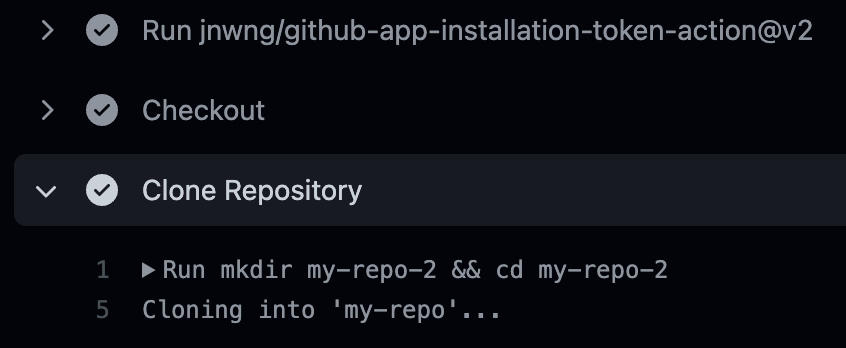 Run jnwng/github-app-installation-token-action@v2
Checkout
Clone Repository
1 Run mkdir my-repo-2 && cd my-repo-2
5 Cloning into 'my-repo'...